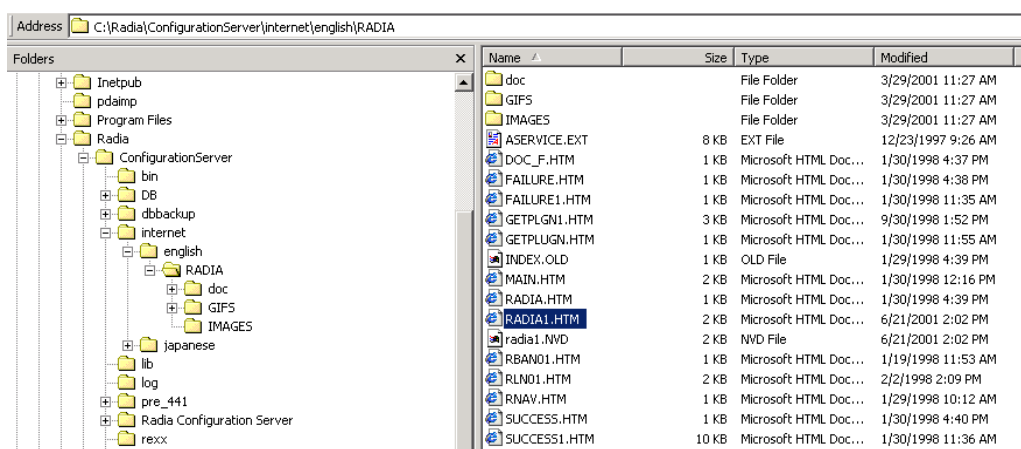 Address C:\Radia\ConfigurationServer\internet\english\RADIA
Folders
Inetpub
pdaimp
Program Files
Radia
ConfigurationServer
bin
DB
dbbackup
internet
english
RADIA
doc
GIFS
IMAGES
japanese
lib
log
pre_441
Radia Configuration Server
rexx
Name Size Type Modified
doc File Folder 3/29/2001 11:27 AM
GIFS File Folder 3/29/2001 11:27 AM
IMAGES File Folder 3/29/2001 11:27 AM
ASERVICE.EXT 8 KB EXT File 12/23/1997 9:26 AM
DOC_F.HTM 1 KB Microsoft HTML Doc... 1/30/1998 4:37 PM
FAILURE.HTM 1 KB Microsoft HTML Doc... 1/30/1998 4:38 PM
FAILURE1.HTM 1 KB Microsoft HTML Doc... 1/30/1998 11:35 AM
GETPLGN1.HTM 3 KB Microsoft HTML Doc... 9/30/1998 1:52 PM
GETPLUGN.HTM 1 KB Microsoft HTML Doc... 1/30/1998 11:55 AM
INDEX.OLD 1 KB OLD File 1/29/1998 4:39 PM
MAIN.HTM 2 KB Microsoft HTML Doc... 1/30/1998 12:16 PM
RADIA.HTM 1 KB Microsoft HTML Doc... 1/30/1998 4:39 PM
RADIA1.HTM 2 KB Microsoft HTML Doc... 6/21/2001 2:02 PM
radia1.NVD 2 KB NVD File 6/21/2001 2:02 PM
RBAN01.HTM 1 KB Microsoft HTML Doc... 1/19/1998 11:53 AM
RLN01.HTM 2 KB Microsoft HTML Doc... 2/2/1998 2:09 PM
RNAV.HTM 1 KB Microsoft HTML Doc... 1/29/1998 10:12 AM
SUCCESS.HTM 1 KB Microsoft HTML Doc... 1/30/1998 4:40 PM
SUCCESS1.HTM 10 KB Microsoft HTML Doc... 1/30/1998 11:36 AM